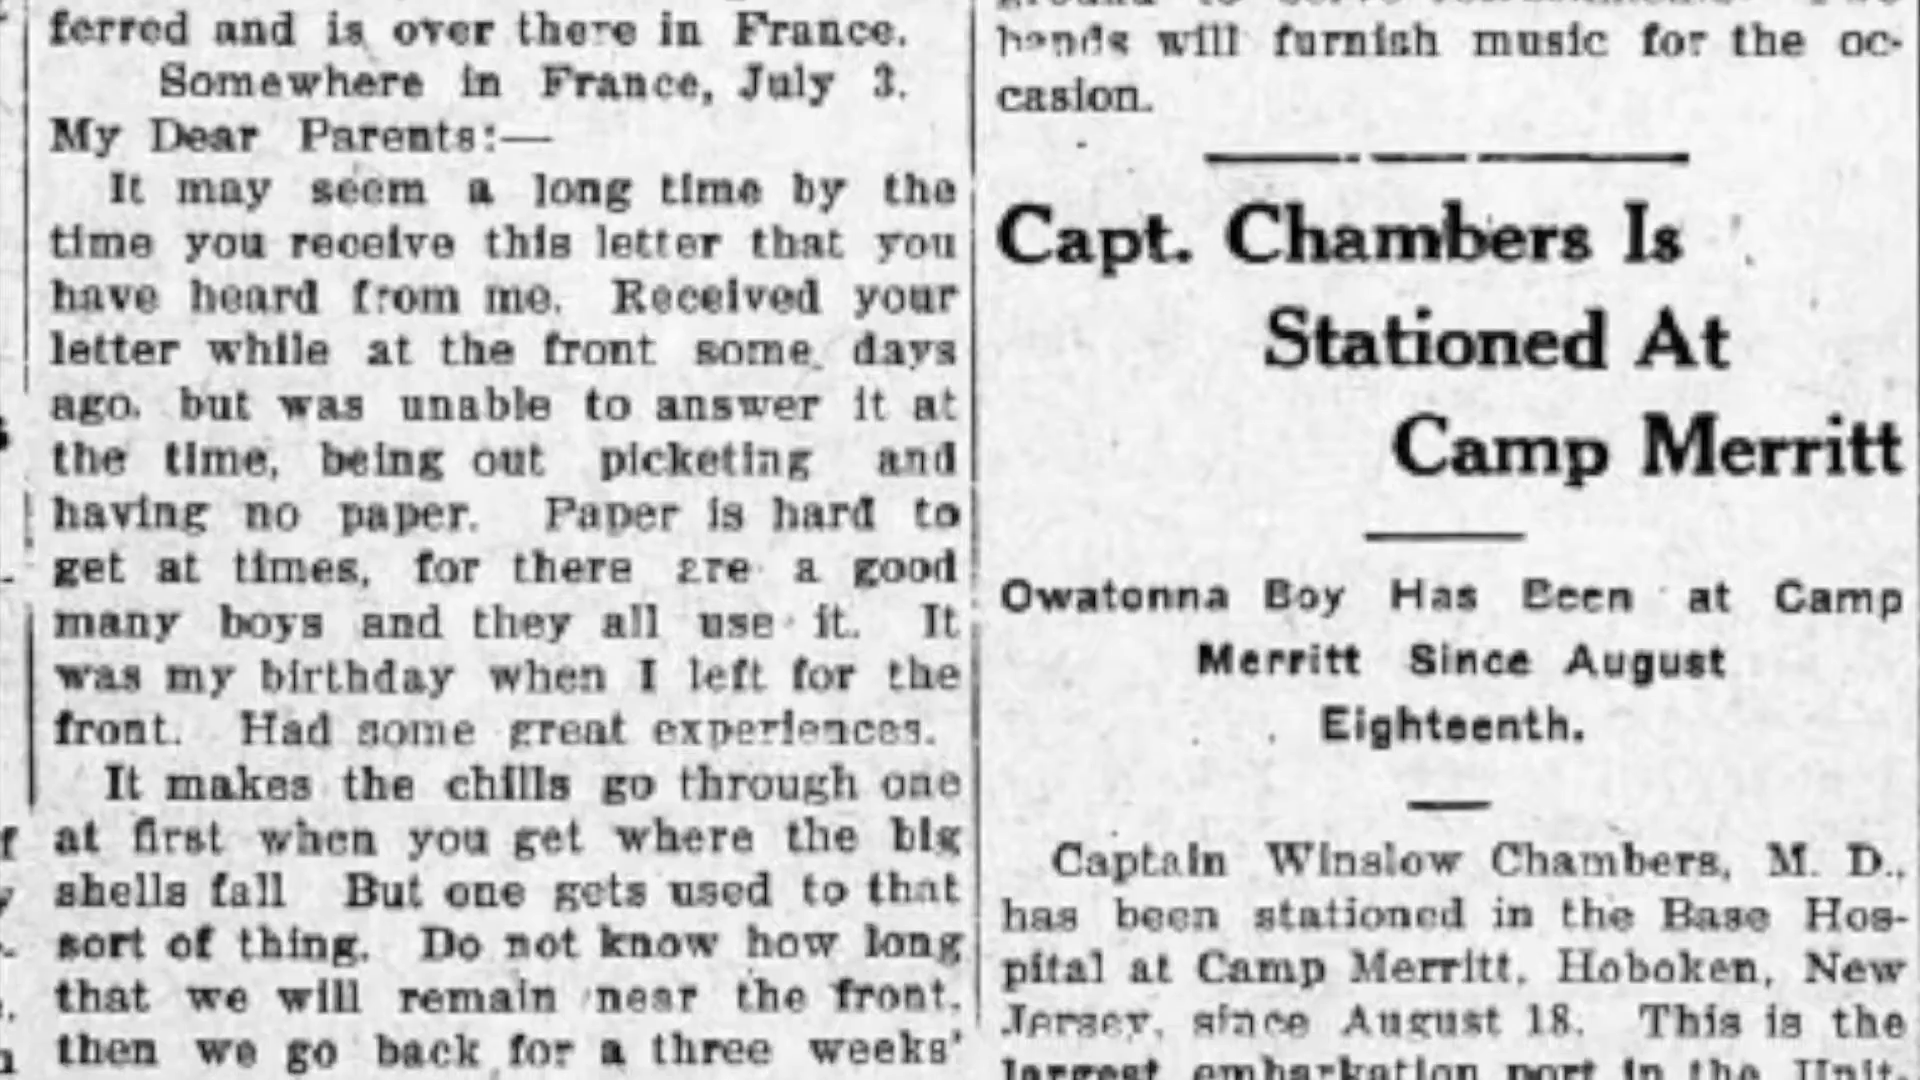 ferred and is over there in France.
Somewhere in France, July 3.
My Dear Parents:—
It may seem a long time by the
time you receive this letter that you
have heard from me. Received your
letter while at the front some days
ago, but was unable to answer it at
the time, being out picketing and
having no paper. Paper is hard to
get at times, for there are a good
many boys and they all use it. It
was my birthday when I left for the
front. Had some great experiences.
It makes the chills go through one
at first when you get where the big
shells fall But one gets used to that
sort of thing. Do not know how long
that we will remain near the front,
then we go back for a three weeks'
bands will furnish music for the oc-
casion.
Capt. Chambers Is
Stationed At
Camp Merritt
Owatonna Boy Has Been at Camp
Merritt Since August
Eighteenth.
Captain Winslow Chambers, M. D.,
has been stationed in the Base Hos-
pital at Camp Merritt, Hoboken, New
Jersey, since August 18. This is the
largest embarkation port in the Unit-